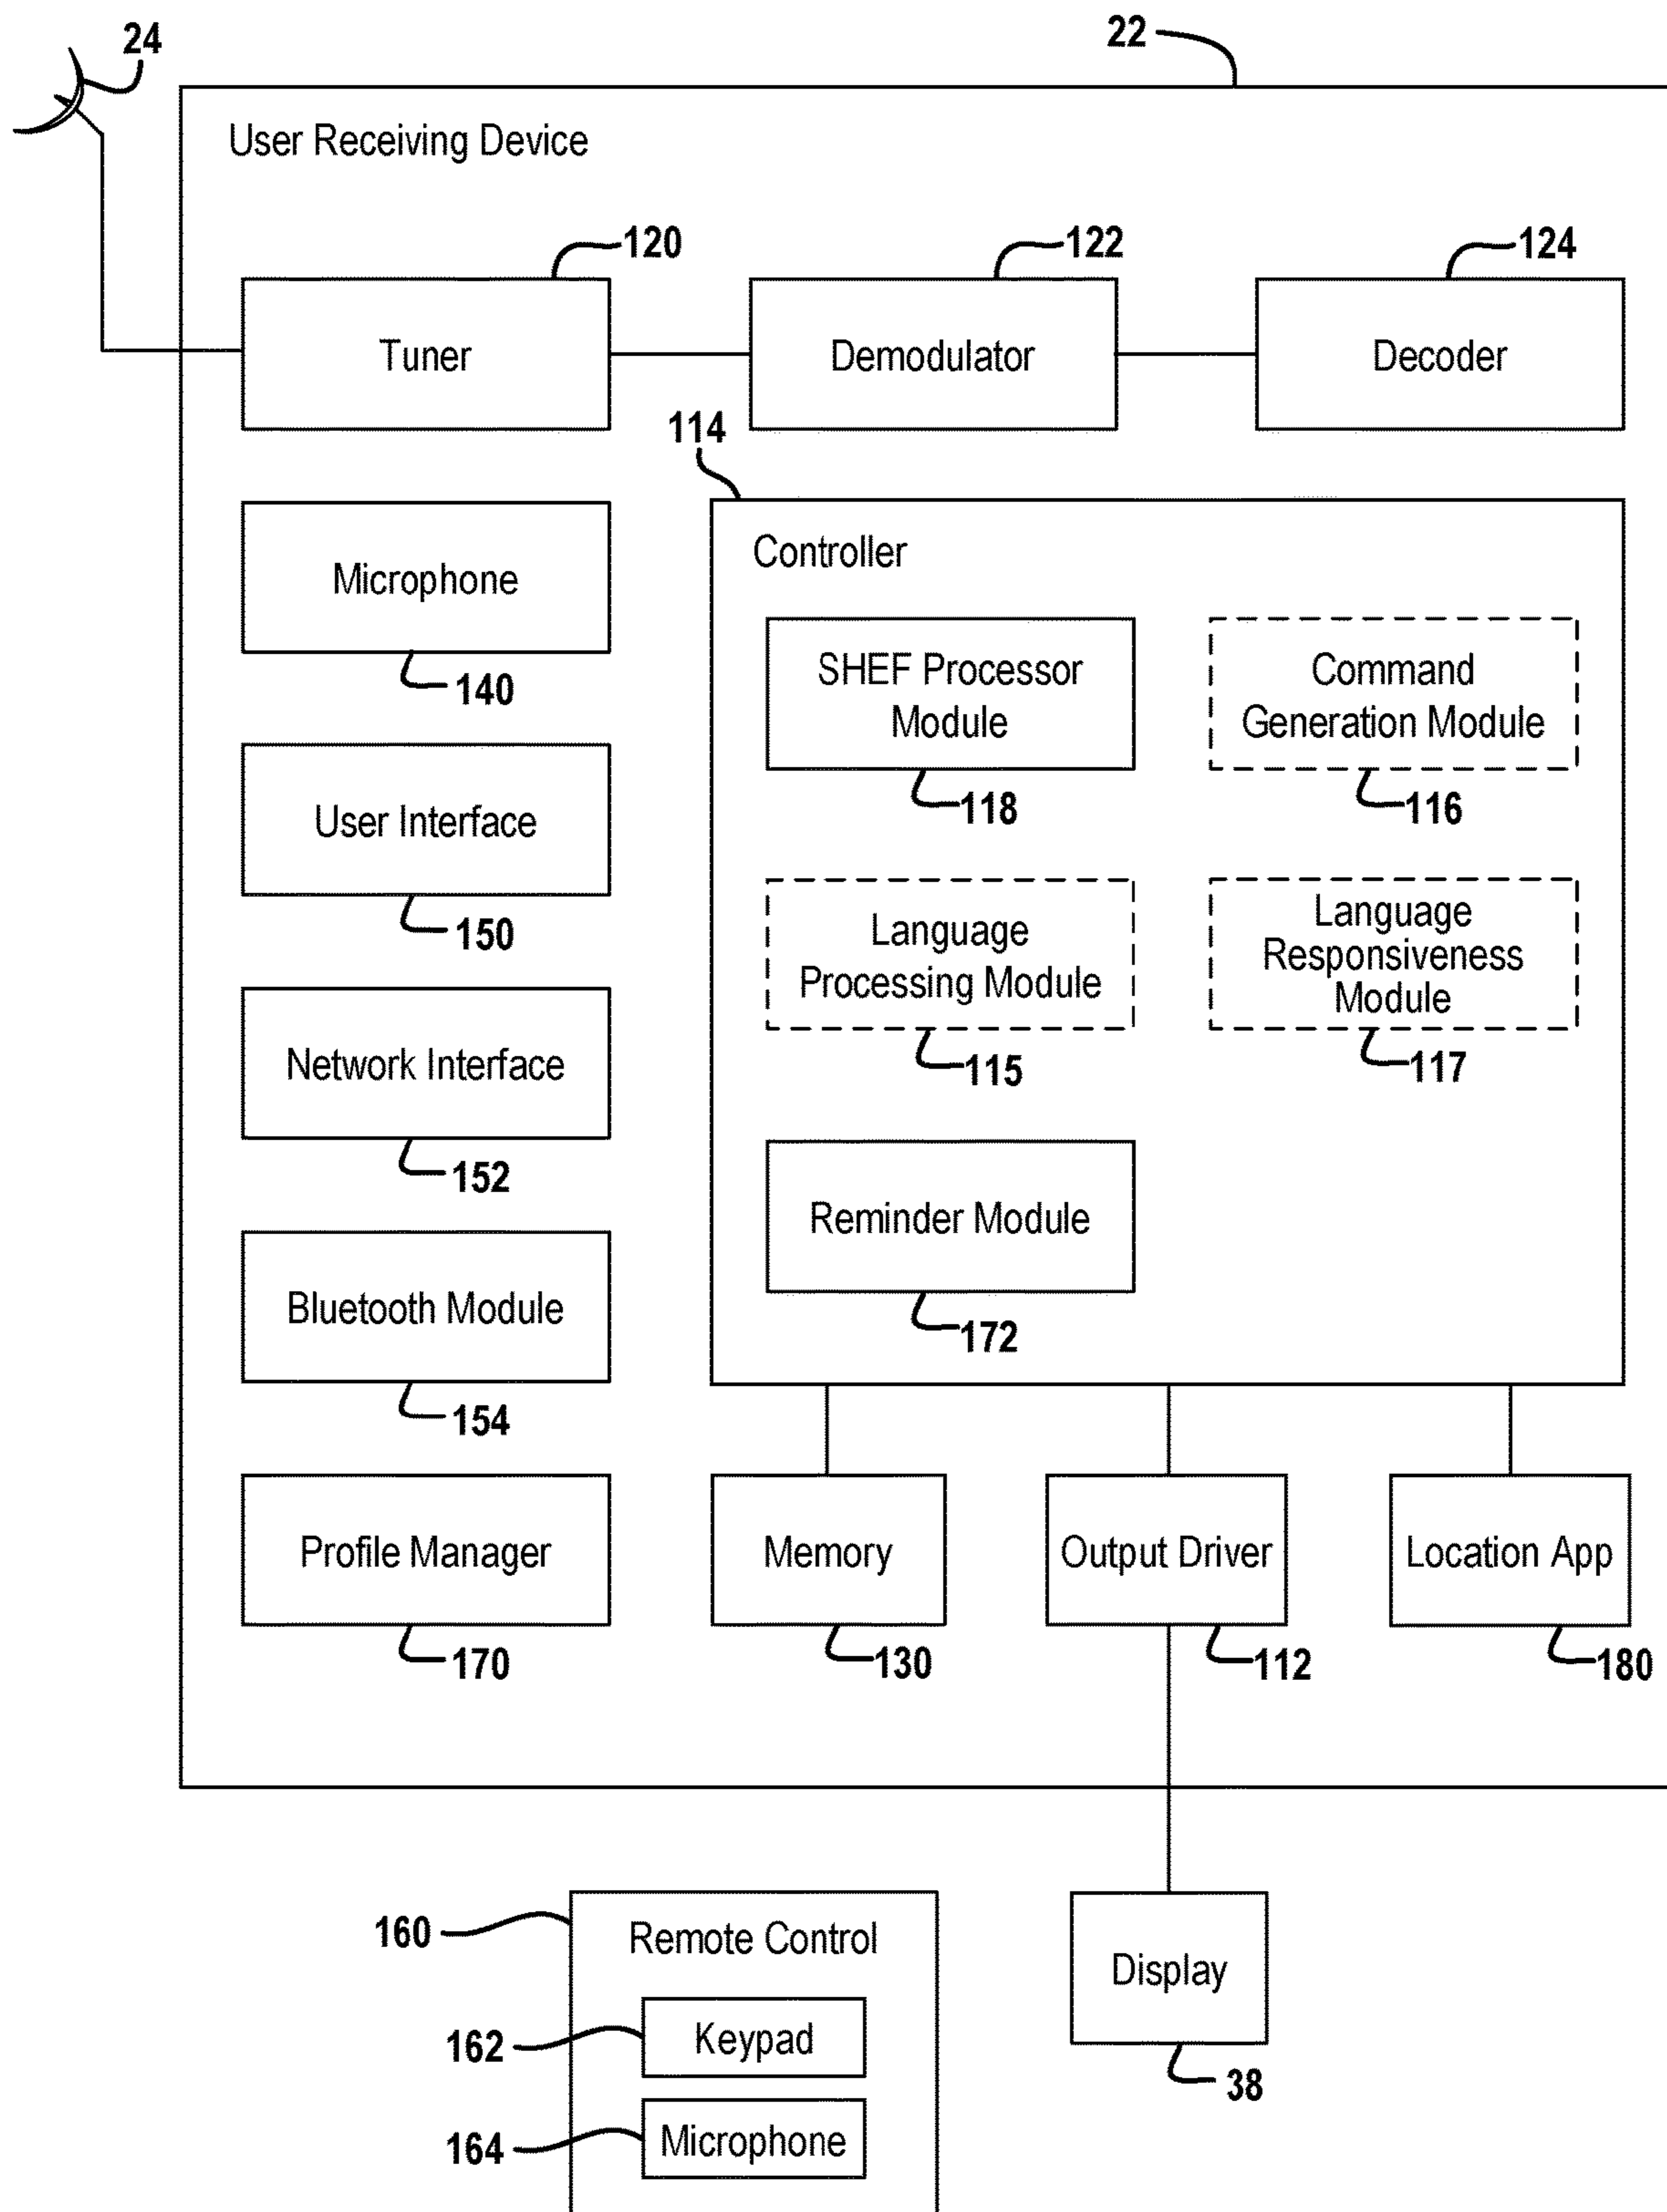 24
22
User Receiving Device
120
122
124
Tuner
Demodulator
Decoder
114
Microphone
140
Controller
SHEF Processor
Module
118
Command
Generation Module
116
User Interface
150
Language
Processing Module
115
Language
Responsiveness
Module
117
Network Interface
152
Reminder Module
172
Bluetooth Module
154
Profile Manager
170
Memory
130
Output Driver
112
Location App
180
160
Remote Control
162
Keypad
164
Microphone
Display
38